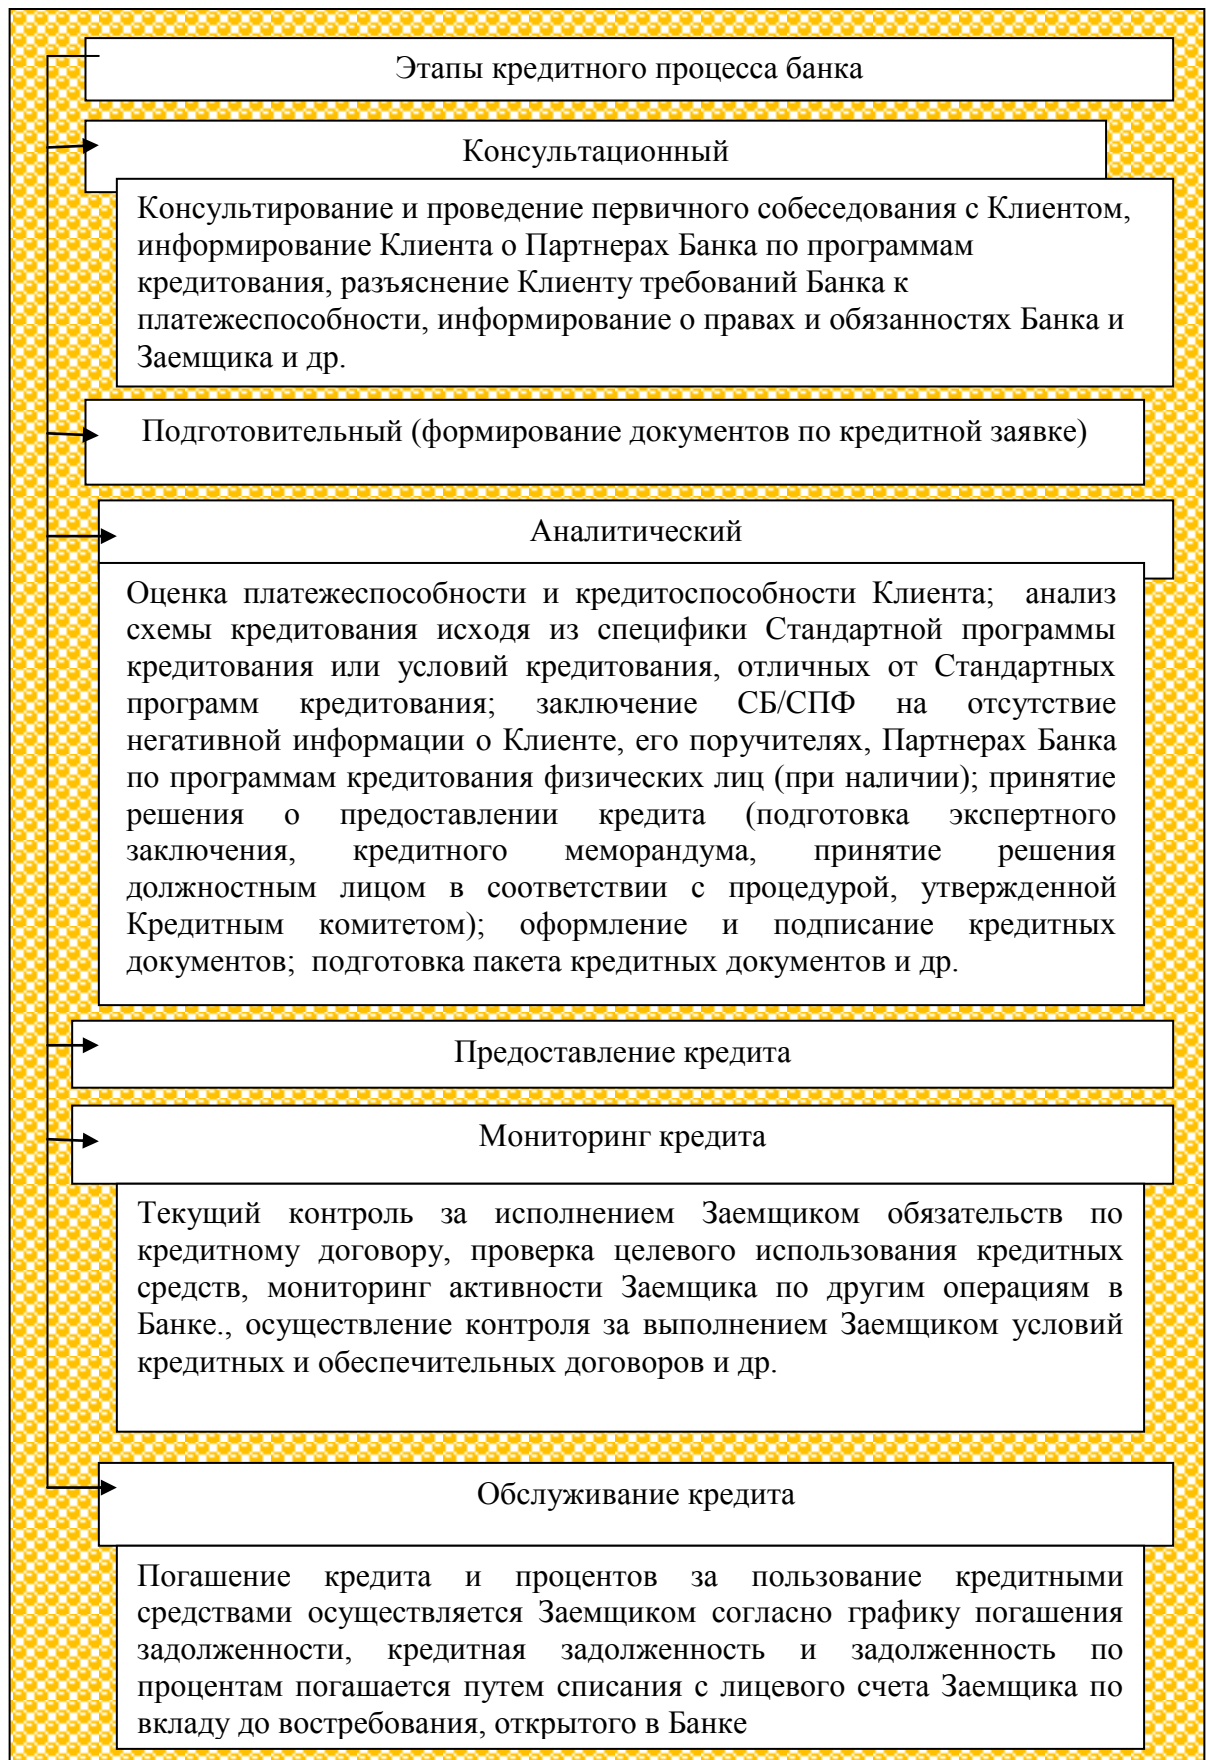 Этапы кредитного процесса банка
Консультационный
Консультирование и проведение первичного собеседования с Клиентом,
информирование Клиента о Партнерах Банка по программам
кредитования, разъяснение Клиенту требований Банка к
платежеспособности, информирование о правах и обязанностях Банка и
Заемщика и др.
Подготовительный (формирование документов по кредитной заявке)
Аналитический
Оценка платежеспособности и кредитоспособности Клиента; анализ
схемы кредитования исходя из специфики Стандартной программы
кредитования или условий кредитования, отличных от Стандартных
программ кредитования; заключение СБ/СПФ на отсутствие
негативной информации о Клиенте, его поручителях, Партнерах Банка
по программам кредитования физических лиц (при наличии); принятие
решения о предоставлении кредита (подготовка экспертного
заключения, кредитного меморандума, принятие решения
должностным лицом в соответствии с процедурой, утвержденной
Кредитным комитетом); оформление и подписание кредитных
документов; подготовка пакета кредитных документов и др.
Предоставление кредита
Мониторинг кредита
Текущий контроль за исполнением Заемщиком обязательств по
кредитному договору, проверка целевого использования кредитных
средств, мониторинг активности Заемщика по другим операциям в
Банке., осуществление контроля за выполнением Заемщиком условий
кредитных и обеспечительных договоров и др.
Обслуживание кредита
Погашение кредита и процентов за пользование кредитными
средствами осуществляется Заемщиком согласно графику погашения
задолженности, кредитная задолженность и задолженность по
процентам погашается путем списания с лицевого счета Заемщика по
вкладу до востребования, открытого в Банке